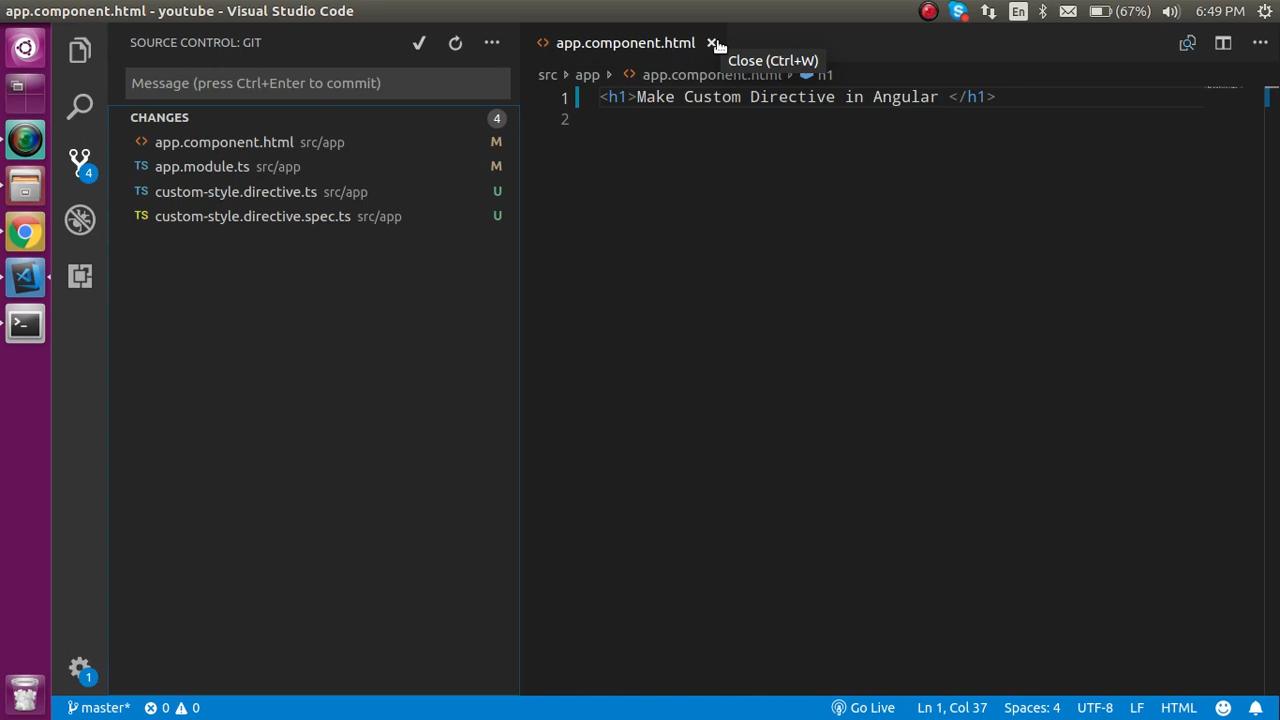 app.component.html - youtube - Visual Studio Code
En
(67%)
6:49 PM
SOURCE CONTROL: GIT
app.component.html
Close (Ctrl+W)
Message (press Ctrl+Enter to commit)
src app app.component.html h1
CHANGES
4
app.component.html src/app M
app.module.ts src/app M
TS
custom-style.directive.ts src/app U
TS
custom-style.directive.spec.ts src/app U
TS
4
1 <h1>Make Custom Directive in Angular </h1>
2
1
master*
0
0
Go Live
Ln 1, Col 37
Spaces: 4
UTF-8
LF
HTML